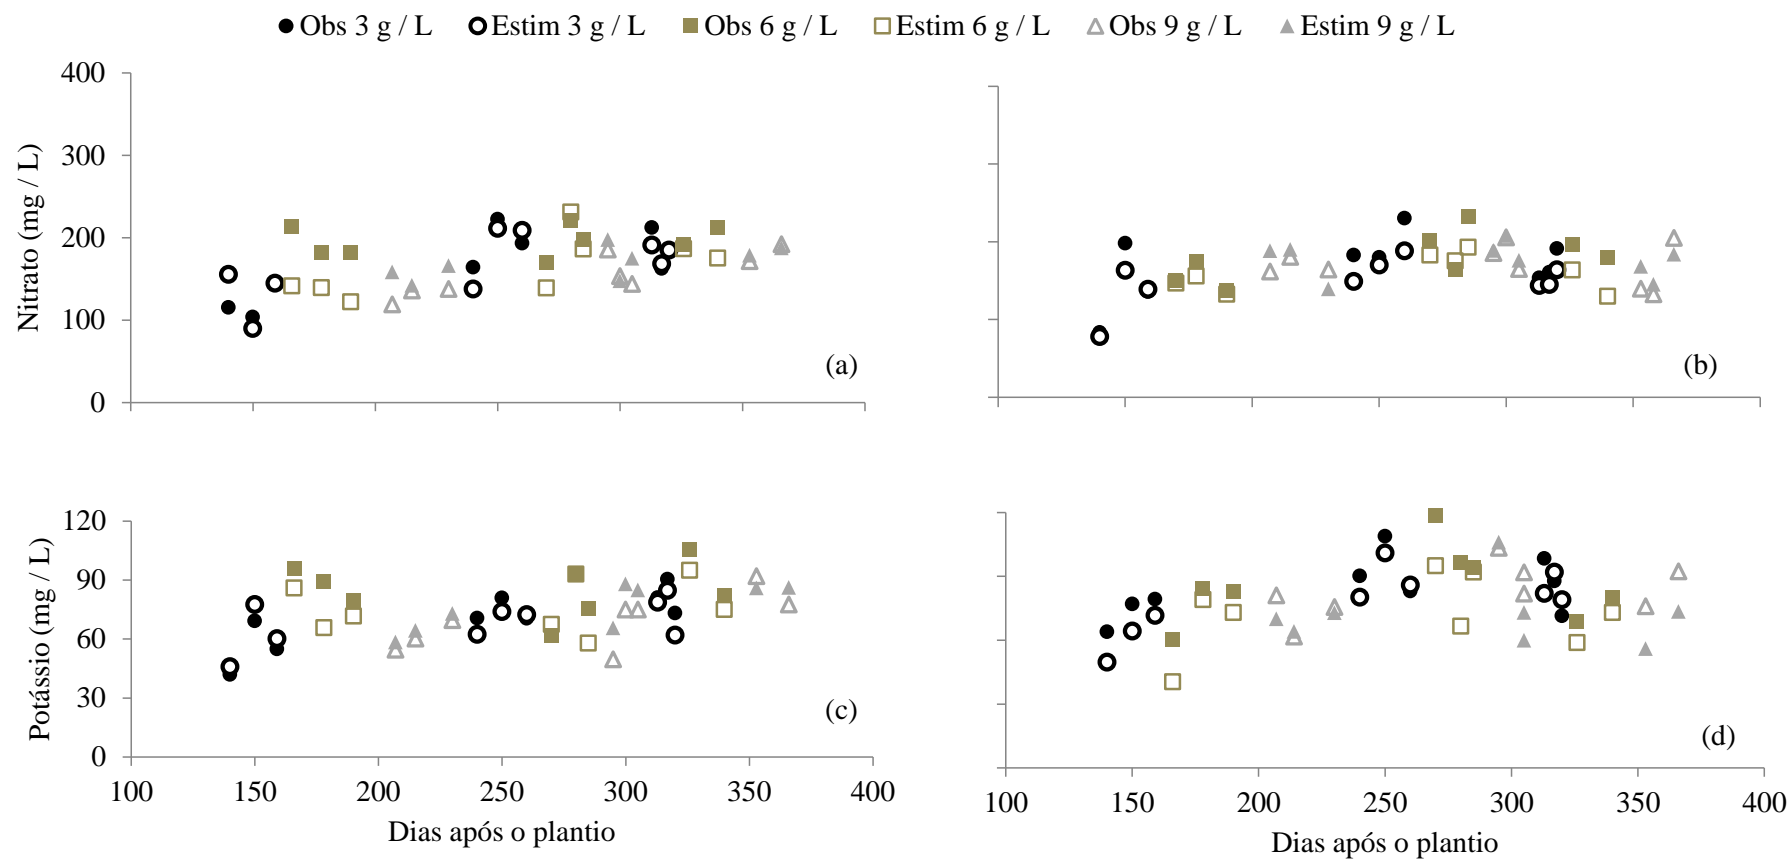 Obs 3 g / L Estim 3 g / L Obs 6 g / L Estim 6 g / L Obs 9 g / L Estim 9 g / L
Nitrato (mg / L)
400
300
200
100
0
(a)
(b)
Potássio (mg / L)
120
90
60
30
0
(c)
(d)
100 150 200 250 300 350 400
Dias após o plantio
100 150 200 250 300 350 400
Dias após o plantio